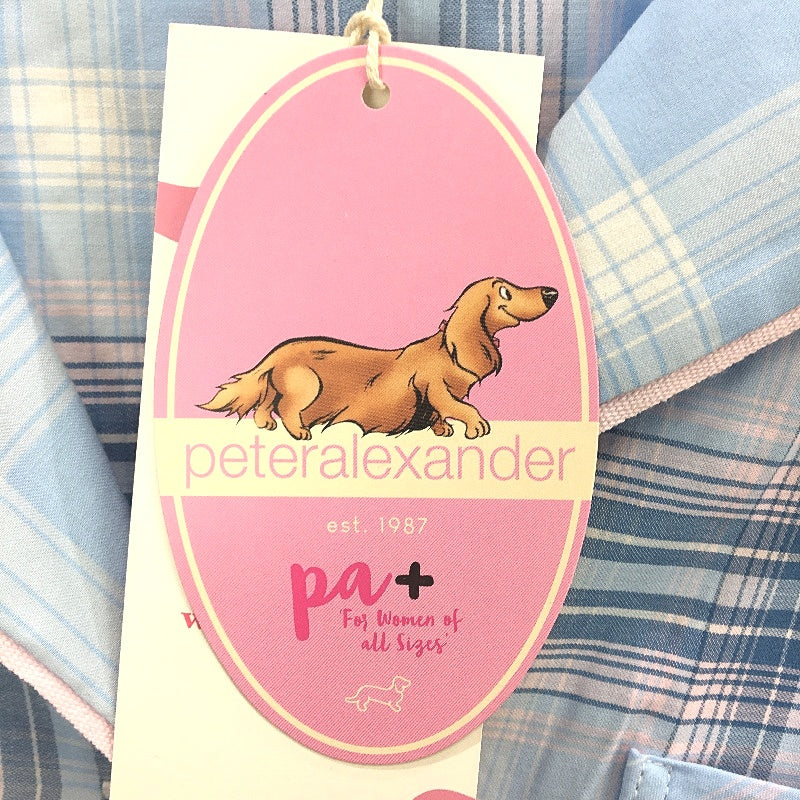 peteralexander
est. 1987
pa+
'For Women of
all Sizes'